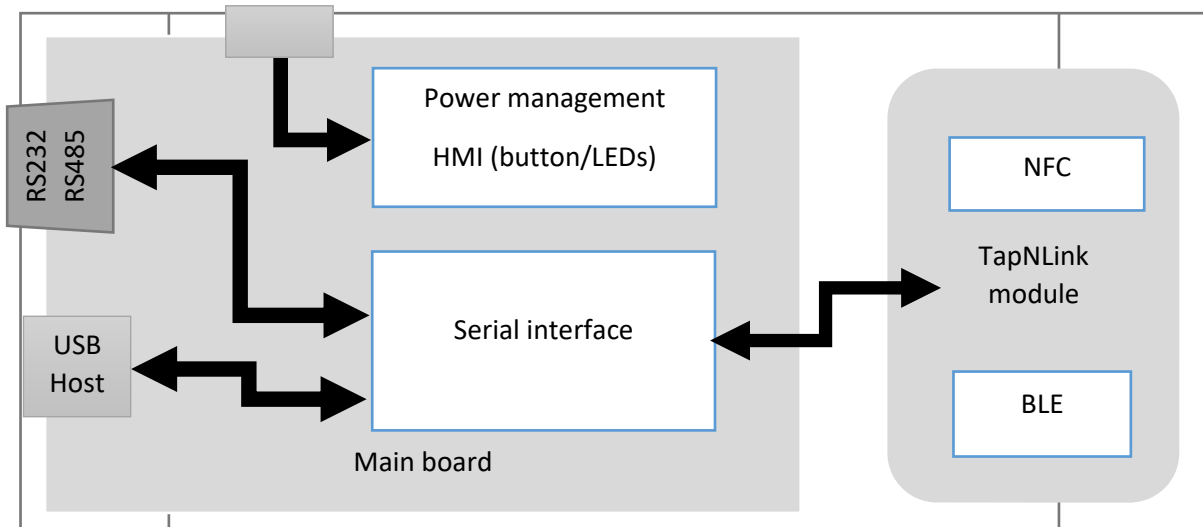 Power management
HMI (button/LEDs)
RS232
RS485
NFC
TapNLink
module
Serial interface
USB
Host
BLE
Main board